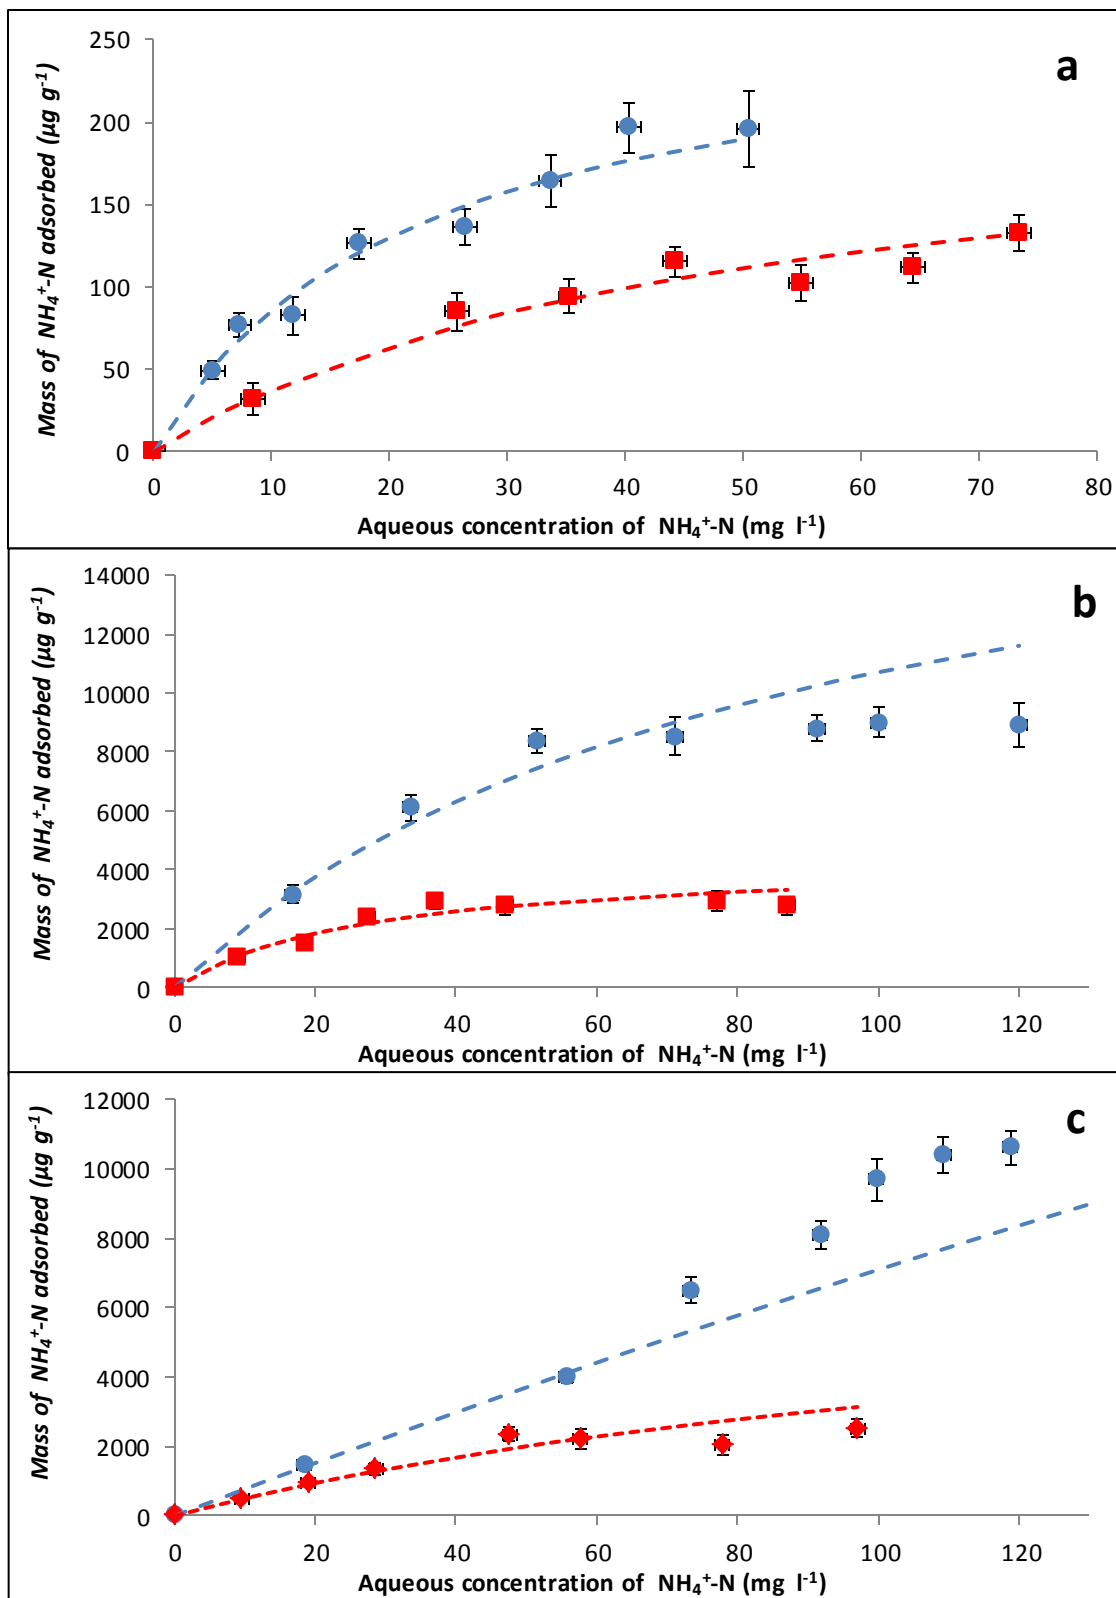 a
Mass of NH₄⁺-N adsorbed (µg g⁻¹)
250
200
150
100
50
0
0 10 20 30 40 50 60 70 80
Aqueous concentration of NH₄⁺-N (mg l⁻¹)
b
Mass of NH₄⁺-N adsorbed (µg g⁻¹)
14000
12000
10000
8000
6000
4000
2000
0
0 20 40 60 80 100 120
Aqueous concentration of NH₄⁺-N (mg l⁻¹)
c
Mass of NH₄⁺-N adsorbed (µg g⁻¹)
12000
10000
8000
6000
4000
2000
0
0 20 40 60 80 100 120
Aqueous concentration of NH₄⁺-N (mg l⁻¹)